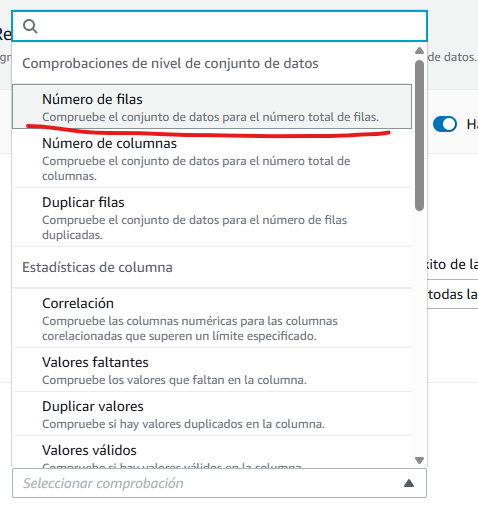 Re
gr
Comprobaciones de nivel de conjunto de datos
de datos.
Número de filas
Compruebe el conjunto de datos para el número total de filas.
Ha
Número de columnas
Compruebe el conjunto de datos para el número total de
columnas.
Duplicar filas
Compruebe el conjunto de datos para el número de filas
duplicadas.
Estadísticas de columna
xito de la
todas la
Correlación
Compruebe las columnas numéricas para las columnas
corelacionadas que superen un límite especificado.
Valores faltantes
Compruebe los valores que faltan en la columna.
Duplicar valores
Compruebe si hay valores duplicados en la columna.
Valores válidos
Compruebe si hay valores válidos en la columna.
Seleccionar comprobación